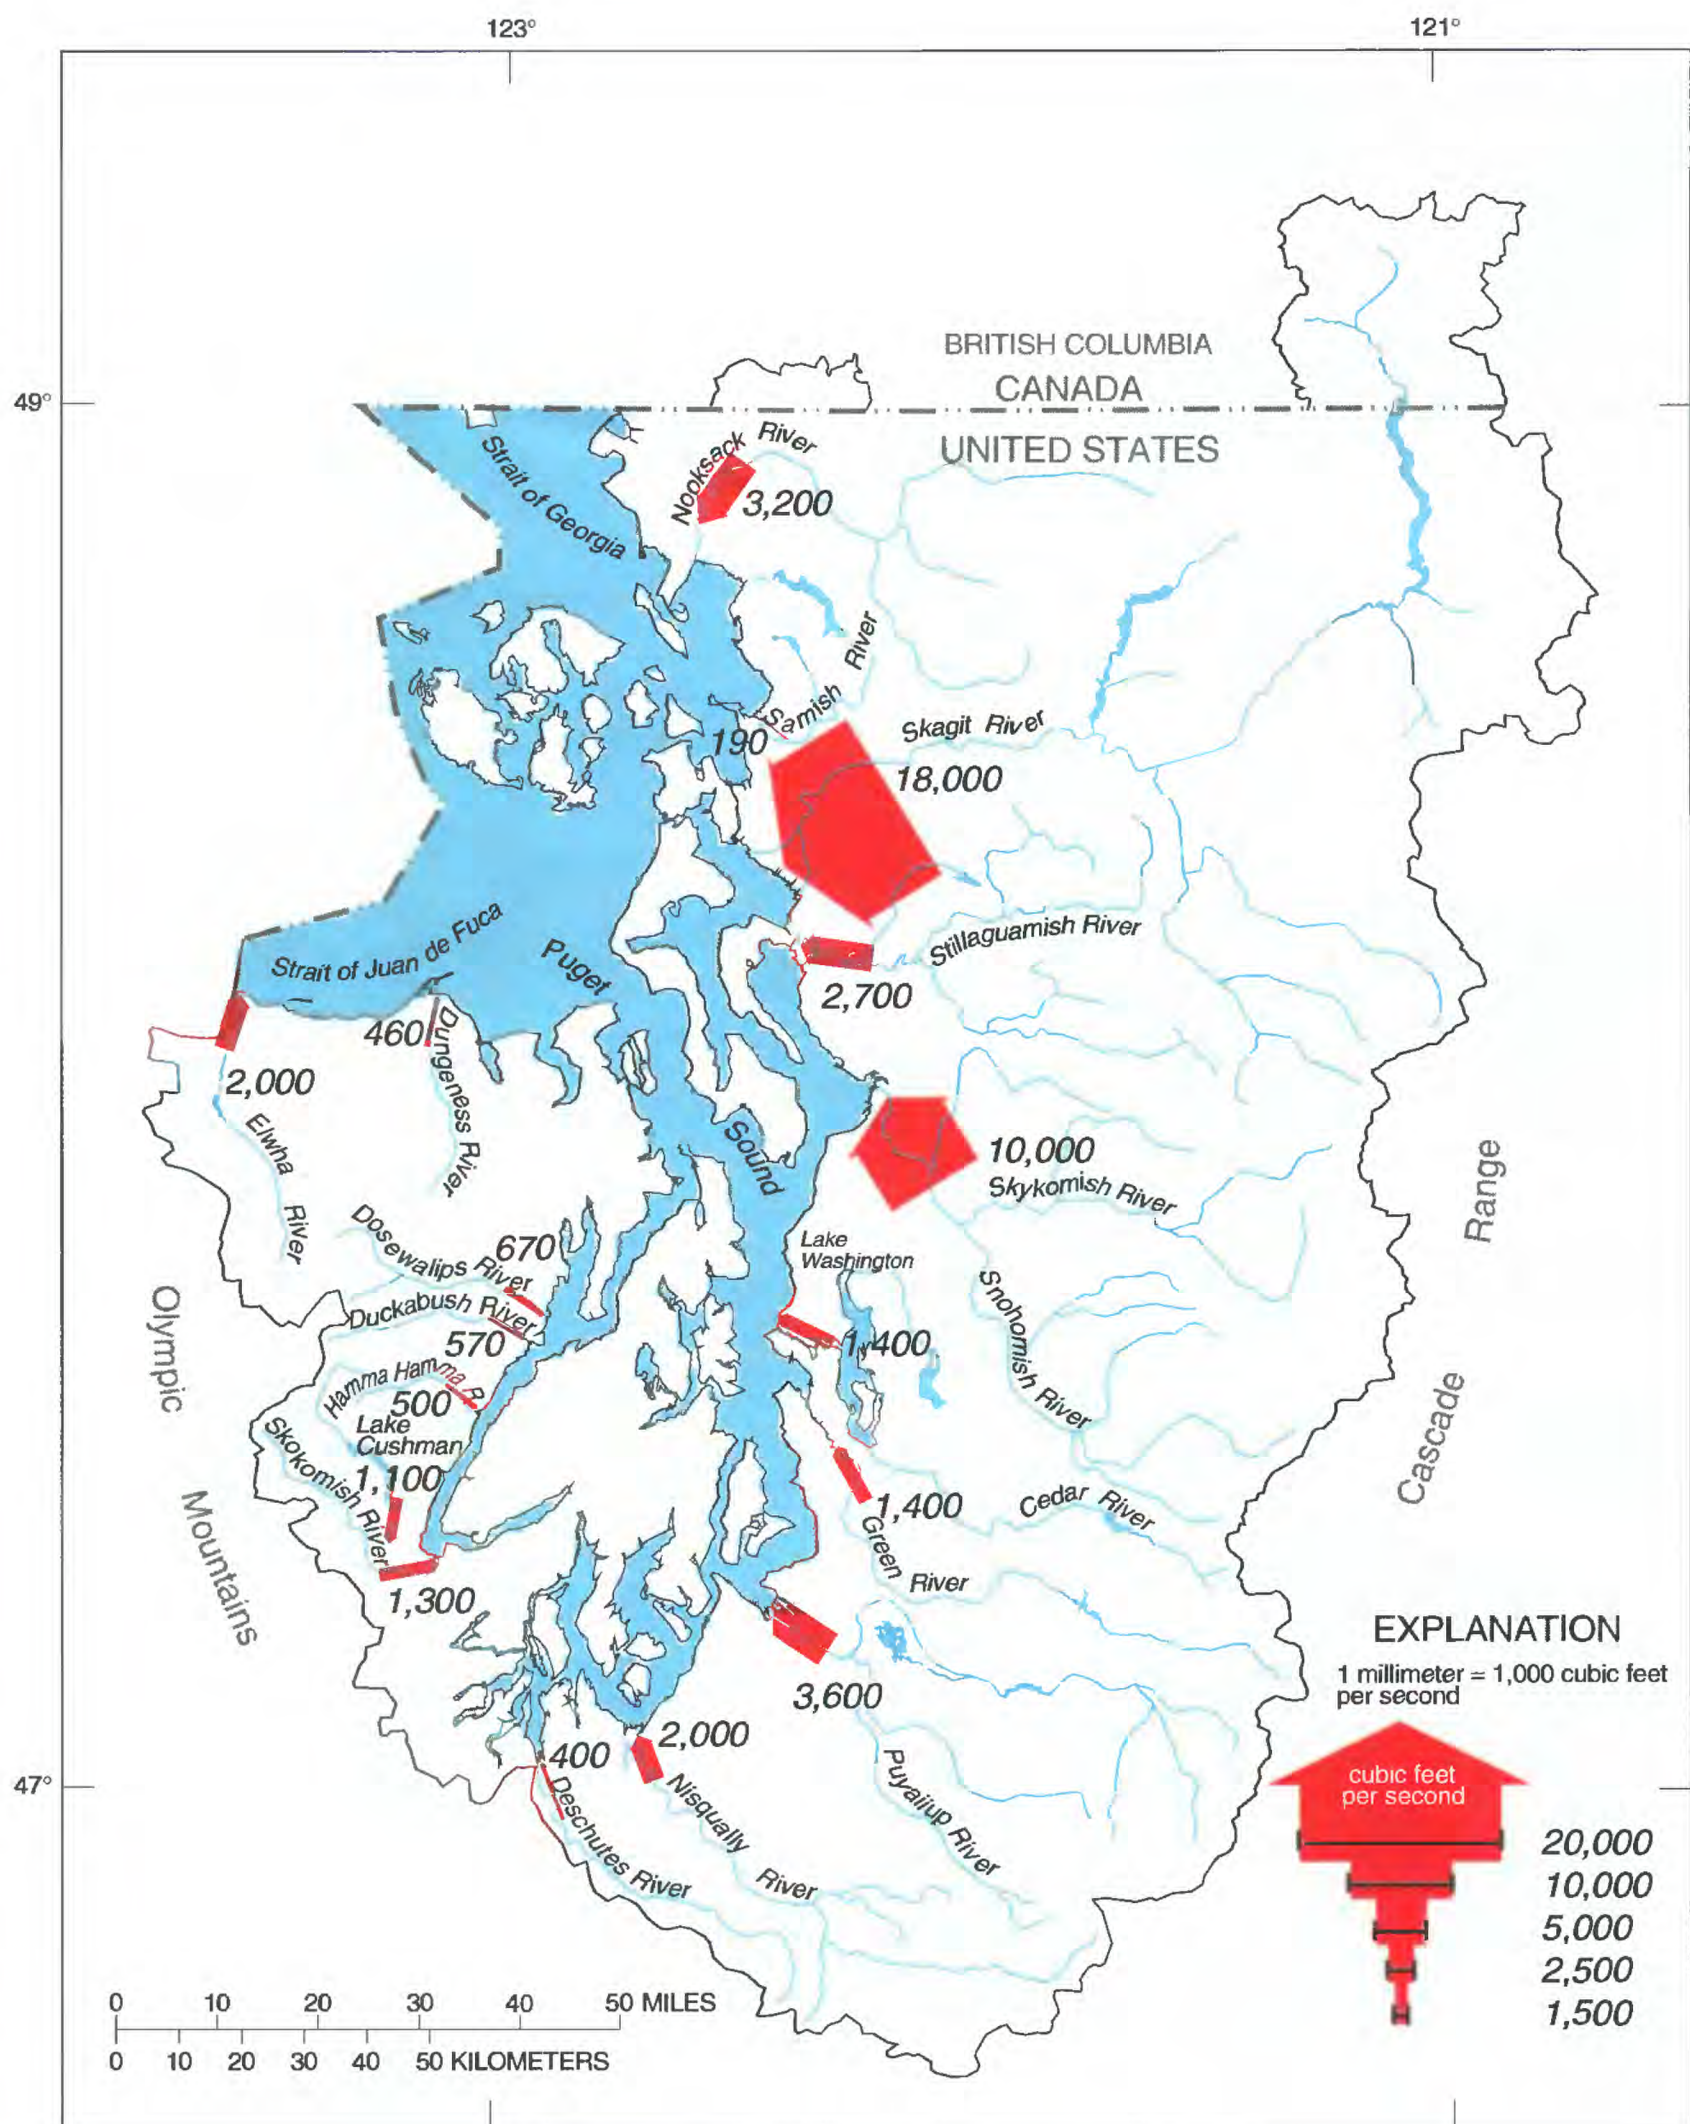 123°
121°
49°
BRITISH COLUMBIA
CANADA
UNITED STATES
Strait of Georgia
Nooksack River
3,200
Samish River
190
Skagit River
18,000
Stillaguamish River
2,700
Strait of Juan de Fuca
Puget Sound
460
Dungeness River
2,000
Elwha River
10,000
Skykomish River
Range
Cascade
Dosewalips River
670
Lake
Washington
Duckabush River
570
1,400
Snohomish River
Olympic
Mountains
Hamma Hamma R.
500
Lake
Cushman
Skokomish River
1,100
1,300
1,400
Cedar River
Green River
3,600
2,000
400
Nisqually River
Deschutes River
Puyallup River
47°
EXPLANATION
1 millimeter = 1,000 cubic feet
per second
cubic feet
per second
20,000
10,000
5,000
2,500
1,500
0 10 20 30 40 50 MILES
0 10 20 30 40 50 KILOMETERS